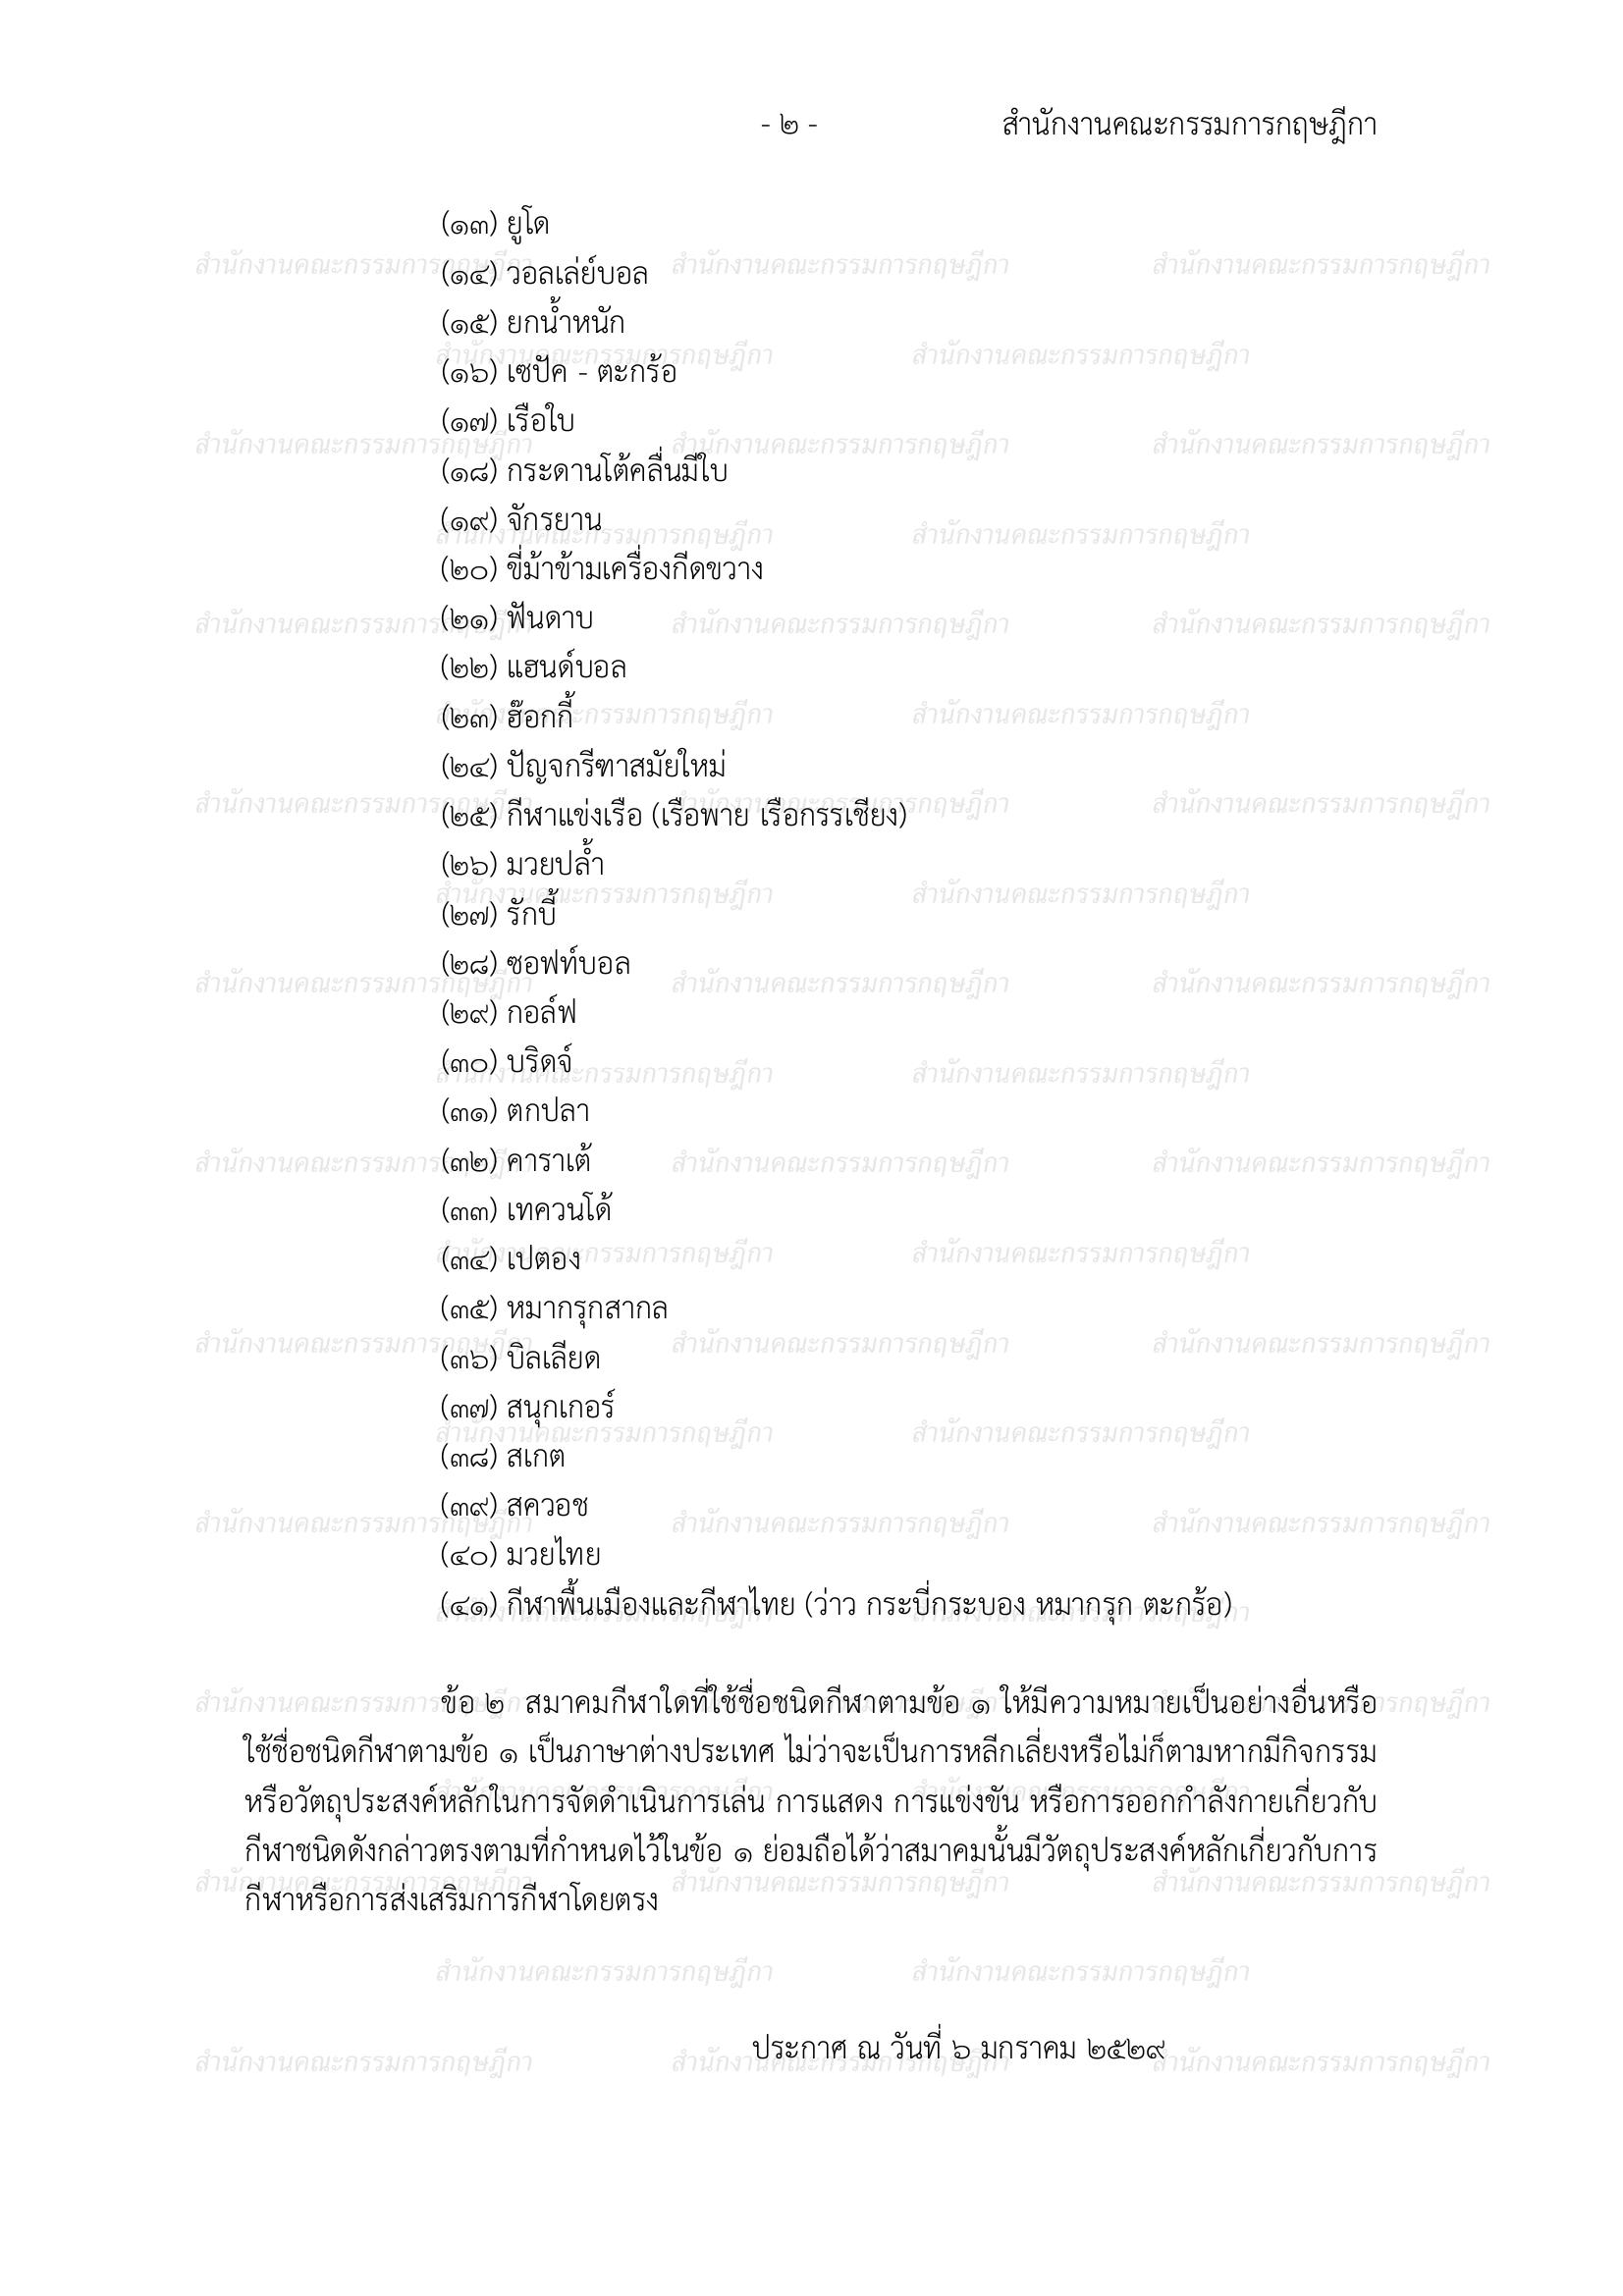 - ๒ - สำนักงานคณะกรรมการกฤษฎีกา
(๑๓) ยูโด
(๑๔) วอลเล่ย์บอล
(๑๕) ยกน้ำหนัก
(๑๖) เซปัค - ตะกร้อ
(๑๗) เรือใบ
(๑๘) กระดานโต้คลื่นมีใบ
(๑๙) จักรยาน
(๒๐) ขี่ม้าข้ามเครื่องกีดขวาง
(๒๑) ฟันดาบ
(๒๒) แฮนด์บอล
(๒๓) ฮ๊อกกี้
(๒๔) ปัญจกรีฑาสมัยใหม่
(๒๕) กีฬาแข่งเรือ (เรือพาย เรือกรรเชียง)
(๒๖) มวยปล้ำ
(๒๗) รักบี้
(๒๘) ซอฟท์บอล
(๒๙) กอล์ฟ
(๓๐) บริดจ์
(๓๑) ตกปลา
(๓๒) คาราเต้
(๓๓) เทควนโด้
(๓๔) เปตอง
(๓๕) หมากรุกสากล
(๓๖) บิลเลียด
(๓๗) สนุกเกอร์
(๓๘) สเกต
(๓๙) สควอช
(๔๐) มวยไทย
(๔๑) กีฬาพื้นเมืองและกีฬาไทย (ว่าว กระบี่กระบอง หมากรุก ตะกร้อ)
ข้อ ๒ สมาคมกีฬาใดที่ใช้ชื่อชนิดกีฬาตามข้อ ๑ ให้มีความหมายเป็นอย่างอื่นหรือ
ใช้ชื่อชนิดกีฬาตามข้อ ๑ เป็นภาษาต่างประเทศ ไม่ว่าจะเป็นการหลีกเลี่ยงหรือไม่ก็ตามหากมีกิจกรรม
หรือวัตถุประสงค์หลักในการจัดดำเนินการเล่น การแสดง การแข่งขัน หรือการออกกำลังกายเกี่ยวกับ
กีฬาชนิดดังกล่าวตรงตามที่กำหนดไว้ในข้อ ๑ ย่อมถือได้ว่าสมาคมนั้นมีวัตถุประสงค์หลักเกี่ยวกับการ
กีฬาหรือการส่งเสริมการกีฬาโดยตรง
ประกาศ ณ วันที่ ๖ มกราคม ๒๕๒๙